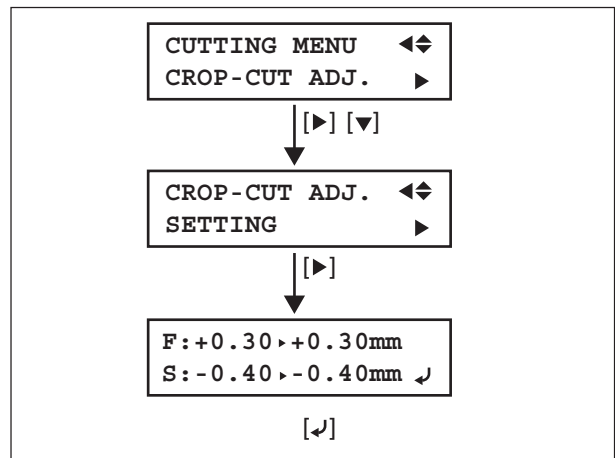 CUTTING MENU ◀◆
CROP-CUT ADJ. ▶
[▶] [▼]
CROP-CUT ADJ. ◀◆
SETTING ▶
[▶]
F:+0.30▸+0.30mm
S:-0.40▸-0.40mm ↵
[↵]